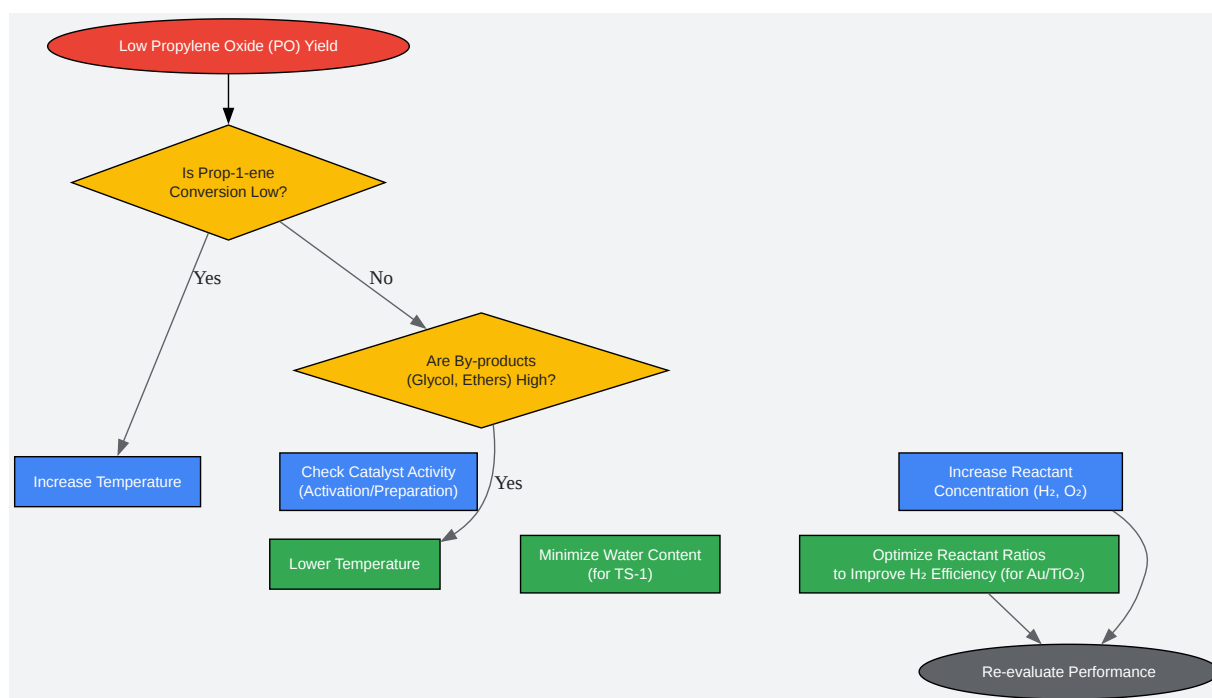 Low Propylene Oxide (PO) Yield
Is Prop-1-ene
Conversion Low?
Yes
No
Are By-products
(Glycol, Ethers) High?
Increase Temperature
Check Catalyst Activity
(Activation/Preparation)
Yes
Increase Reactant
Concentration (H₂, O₂)
Lower Temperature
Minimize Water Content
(for TS-1)
Optimize Reactant Ratios
to Improve H₂ Efficiency (for Au/TiO₂)
Re-evaluate Performance